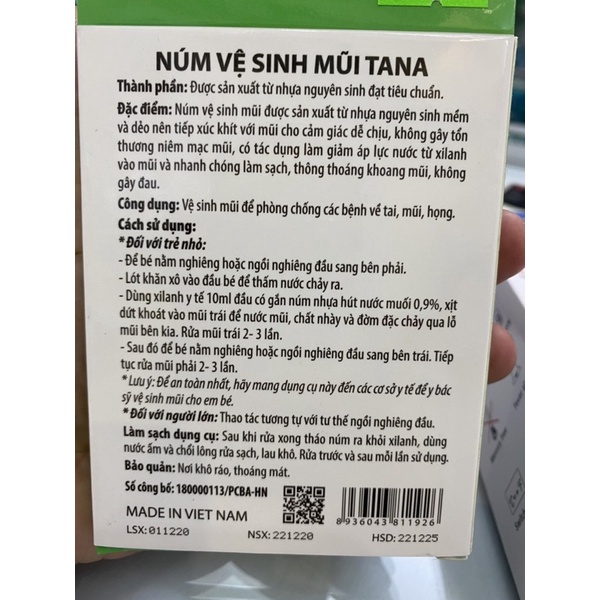 NÚM VỆ SINH MŨI TANA
Thành phần: Được sản xuất từ nhựa nguyên sinh đạt tiêu chuẩn.
Đặc điểm: Núm vệ sinh mũi được sản xuất từ nhựa nguyên sinh mềm
và dẻo nên tiếp xúc khít với mũi cho cảm giác dễ chịu, không gây tổn
thương niêm mạc mũi, có tác dụng làm giảm áp lực nước từ xilanh
vào mũi và nhanh chóng làm sạch, thông thoáng khoang mũi, không
gây đau.
Công dụng: Vệ sinh mũi để phòng chống các bệnh về tai, mũi, họng.
Cách sử dụng:
* Đối với trẻ nhỏ:
- Để bé nằm nghiêng hoặc ngồi nghiêng đầu sang bên phải.
- Lót khăn xô vào đầu bé để thấm nước chảy ra.
- Dùng xilanh y tế 10ml đầu có gắn núm nhựa hút nước muối 0,9%, xịt
dứt khoát vào mũi trái để nước mũi, chất nhày và đờm đặc chảy qua lỗ
mũi bên kia. Rửa mũi trái 2- 3 lần.
- Sau đó để bé nằm nghiêng hoặc ngồi nghiêng đầu sang bên trái. Tiếp
tục rửa mũi phải 2- 3 lần.
* Lưu ý: Để an toàn nhất, hãy mang dụng cụ này đến các cơ sở y tế để y bác
sỹ vệ sinh mũi cho em bé.
* Đối với người lớn: Thao tác tương tự với tư thế ngồi nghiêng đầu.
Làm sạch dụng cụ: Sau khi rửa xong tháo núm ra khỏi xilanh, dùng
nước ấm và chổi lông rửa sạch, lau khô. Rửa trước và sau mỗi lần sử dụng.
Bảo quản: Nơi khô ráo, thoáng mát.
Số công bố: 180000113/PCBA-HN
MADE IN VIET NAM
8 936043 811926
LSX: 011220 NSX: 221220 HSD: 221225